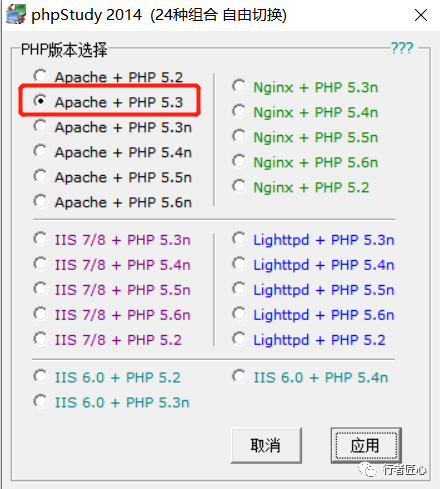 phpStudy 2014 (24种组合 自由切换)
PHP版本选择
???
Apache + PHP 5.2
Apache + PHP 5.3
Apache + PHP 5.3n
Apache + PHP 5.4n
Apache + PHP 5.5n
Apache + PHP 5.6n
Nginx + PHP 5.3n
Nginx + PHP 5.4n
Nginx + PHP 5.5n
Nginx + PHP 5.6n
Nginx + PHP 5.2
IIS 7/8 + PHP 5.3n
IIS 7/8 + PHP 5.4n
IIS 7/8 + PHP 5.5n
IIS 7/8 + PHP 5.6n
IIS 7/8 + PHP 5.2
Lighttpd + PHP 5.3n
Lighttpd + PHP 5.4n
Lighttpd + PHP 5.5n
Lighttpd + PHP 5.6n
Lighttpd + PHP 5.2
IIS 6.0 + PHP 5.2
IIS 6.0 + PHP 5.4n
IIS 6.0 + PHP 5.3n
取消
应用
行者匠心